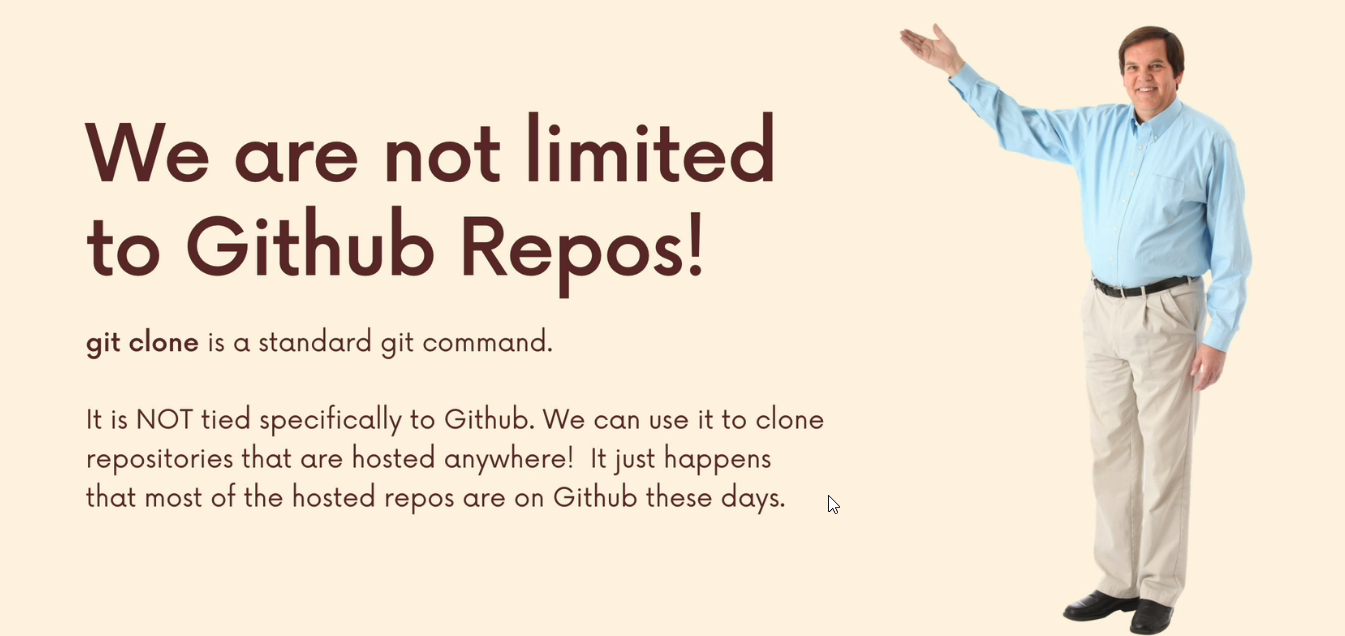 We are not limited
to Github Repos!
git clone is a standard git command.
It is NOT tied specifically to Github. We can use it to clone
repositories that are hosted anywhere!  It just happens
that most of the hosted repos are on Github these days.